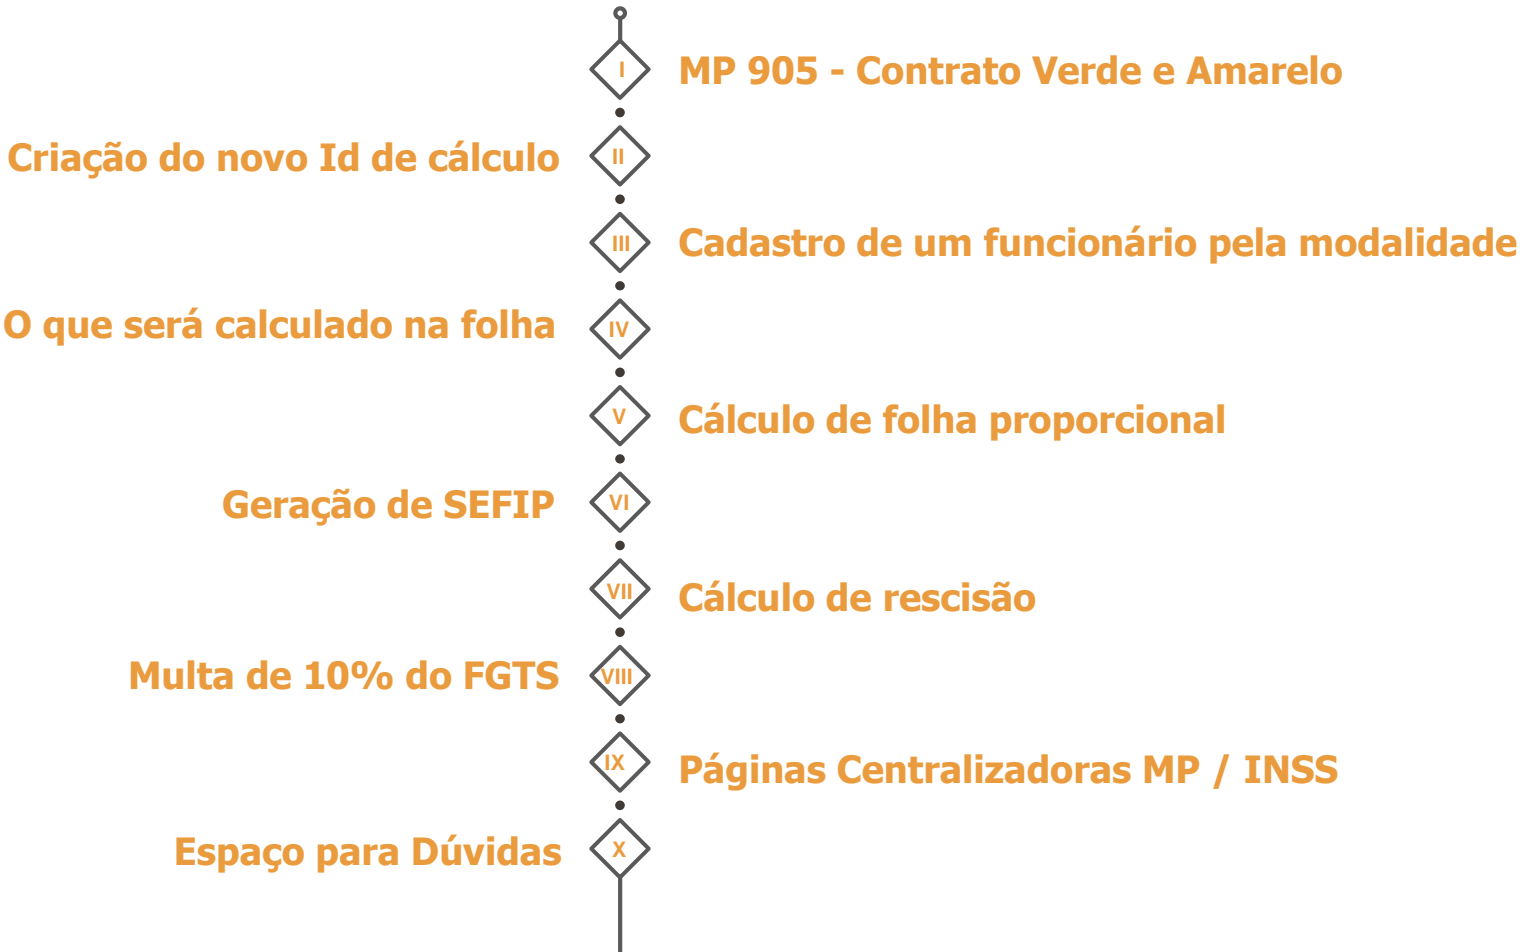 I
MP 905 - Contrato Verde e Amarelo
Criação do novo Id de cálculo
II
III
Cadastro de um funcionário pela modalidade
O que será calculado na folha
IV
V
Cálculo de folha proporcional
Geração de SEFIP
VI
VII
Cálculo de rescisão
Multa de 10% do FGTS
VIII
IX
Páginas Centralizadoras MP / INSS
Espaço para Dúvidas
X